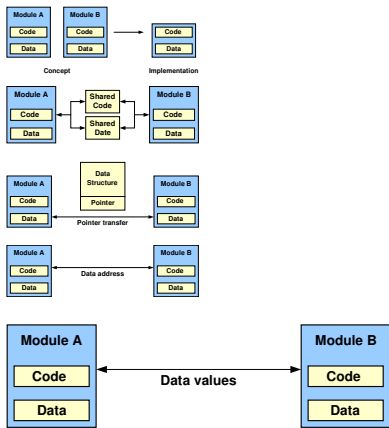 Module A Module B
Code Code Code
Data Data Data
Concept Implementation
Module A Shared Code Module B
Code Code
Shared Date
Data Data
Data Structure
Module A Module B
Code Pointer Code
Data Data
Pointer transfer
Module A Module B
Code Data address Code
Data Data
Module A Module B
Code Data values Code
Data Data